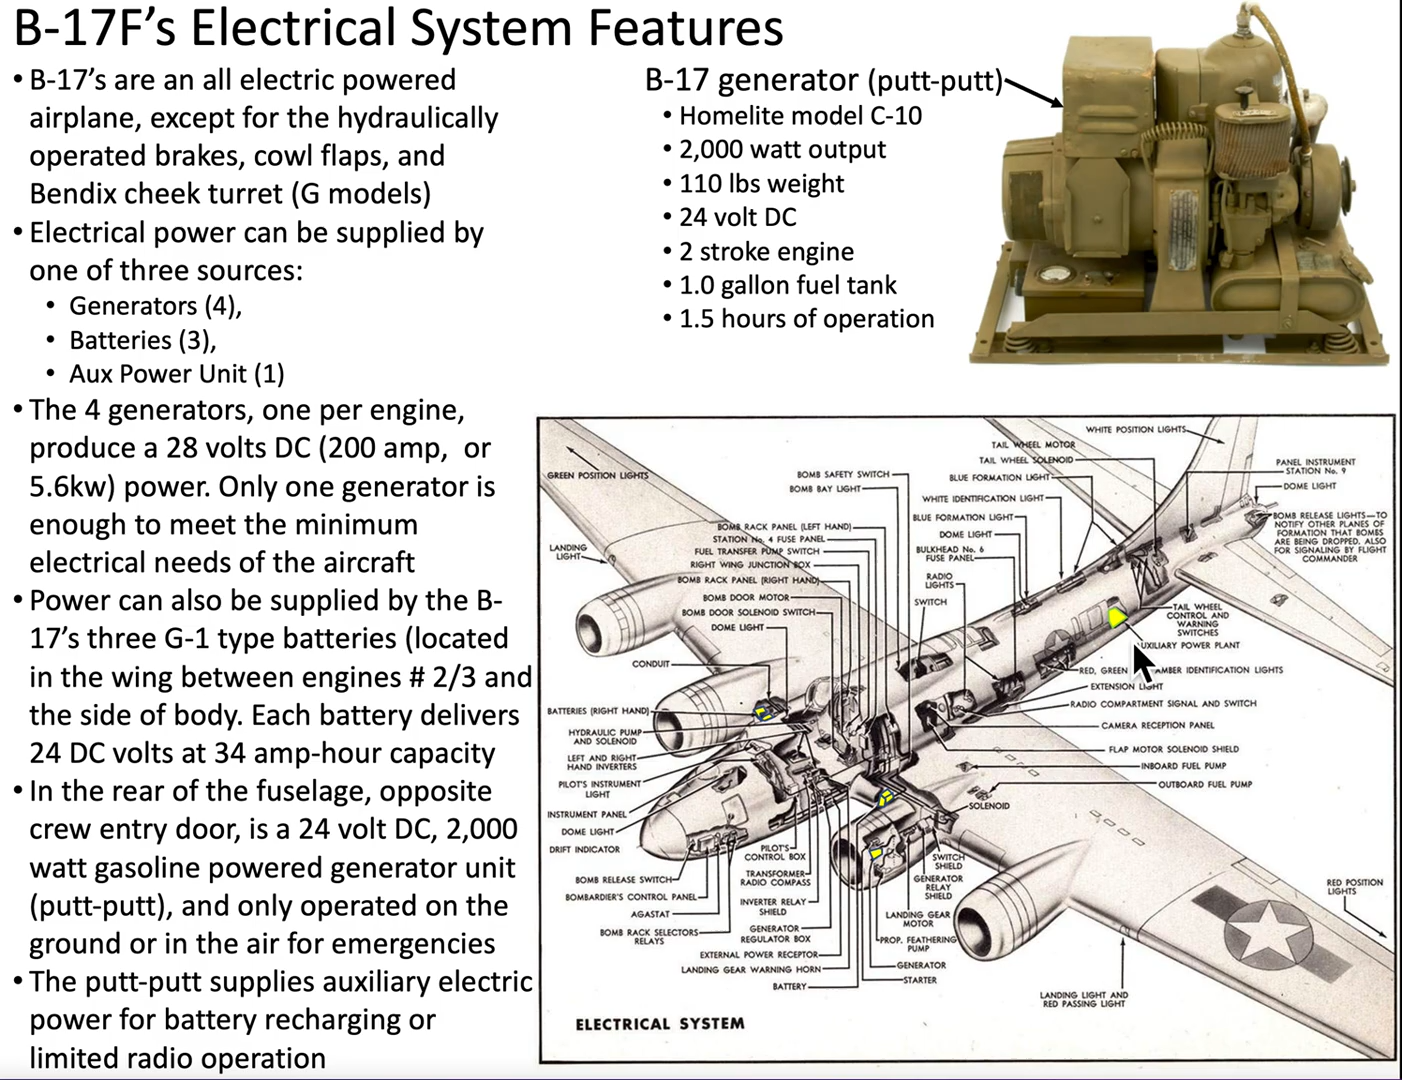 B-17F's Electrical System Features
• B-17's are an all electric powered
airplane, except for the hydraulically
operated brakes, cowl flaps, and
Bendix cheek turret (G models)
• Electrical power can be supplied by
one of three sources:
• Generators (4),
• Batteries (3),
• Aux Power Unit (1)
• The 4 generators, one per engine,
produce a 28 volts DC (200 amp, or
5.6kw) power. Only one generator is
enough to meet the minimum
electrical needs of the aircraft
• Power can also be supplied by the B-
17's three G-1 type batteries (located
in the wing between engines # 2/3 and
the side of body. Each battery delivers
24 DC volts at 34 amp-hour capacity
• In the rear of the fuselage, opposite
crew entry door, is a 24 volt DC, 2,000
watt gasoline powered generator unit
(putt-putt), and only operated on the
ground or in the air for emergencies
• The putt-putt supplies auxiliary electric
power for battery recharging or
limited radio operation
B-17 generator (putt-putt)
• Homelite model C-10
• 2,000 watt output
• 110 lbs weight
• 24 volt DC
• 2 stroke engine
• 1.0 gallon fuel tank
• 1.5 hours of operation
WHITE POSITION LIGHTS
TAIL WHEEL MOTOR
TAIL WHEEL SOLENOID
BLUE FORMATION LIGHT
WHITE IDENTIFICATION LIGHT
BLUE FORMATION LIGHT
DOME LIGHT
BULKHEAD No. 6
FUSE PANEL
RADIO
LIGHTS
SWITCH
PANEL INSTRUMENT
STATION No. 9
DOME LIGHT
BOMB RELEASE LIGHTS—TO
NOTIFY OTHER PLANES OF
FORMATION THAT BOMBS
ARE BEING DROPPED. ALSO
FOR SIGNALING BY FLIGHT
COMMANDER
GREEN POSITION LIGHTS
LANDING
LIGHT
BOMB SAFETY SWITCH
BOMB BAY LIGHT
BOMB RACK PANEL (LEFT HAND)
STATION No. 4 FUSE PANEL
FUEL TRANSFER PUMP SWITCH
RIGHT WING JUNCTION BOX
BOMB RACK PANEL (RIGHT HAND)
BOMB DOOR MOTOR
BOMB DOOR SOLENOID SWITCH
DOME LIGHT
CONDUIT
BATTERIES (RIGHT HAND)
HYDRAULIC PUMP
AND SOLENOID
LEFT AND RIGHT
HAND INVERTERS
PILOT'S INSTRUMENT
LIGHT
INSTRUMENT PANEL
DOME LIGHT
DRIFT INDICATOR
BOMB RELEASE SWITCH
BOMBARDIER'S CONTROL PANEL
AGASTAT
BOMB RACK SELECTORS
RELAYS
PILOT'S
CONTROL BOX
TRANSFORMER
RADIO COMPASS
INVERTER RELAY
SHIELD
GENERATOR
REGULATOR BOX
EXTERNAL POWER RECEPTOR
LANDING GEAR WARNING HORN
BATTERY
STARTER
GENERATOR
PROP. FEATHERING
PUMP
LANDING GEAR
MOTOR
GENERATOR
RELAY
SHIELD
SWITCH
SHIELD
SOLENOID
TAIL WHEEL
CONTROL AND
WARNING
SWITCHES
UXILIARY POWER PLANT
RED, GREEN AMBER IDENTIFICATION LIGHTS
EXTENSION LIGHT
RADIO COMPARTMENT SIGNAL AND SWITCH
CAMERA RECEPTION PANEL
FLAP MOTOR SOLENOID SHIELD
INBOARD FUEL PUMP
OUTBOARD FUEL PUMP
RED POSITION
LIGHTS
LANDING LIGHT AND
RED PASSING LIGHT
ELECTRICAL SYSTEM